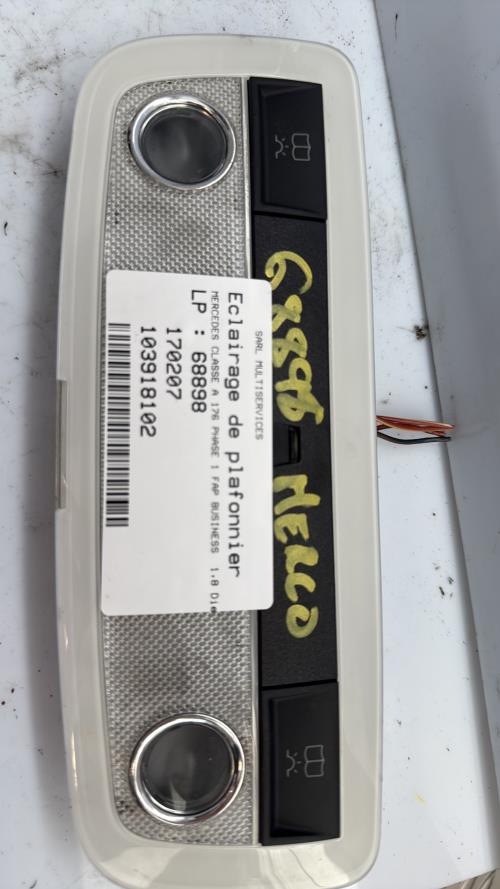 SARL MULTISERVICES
Eclairage de plafonnier
MERCEDES CLASSE A 176 PHASE 1 FAP BUSINESS 1.8 Die
LP : 68898
170207
103918102
68898 MERCO